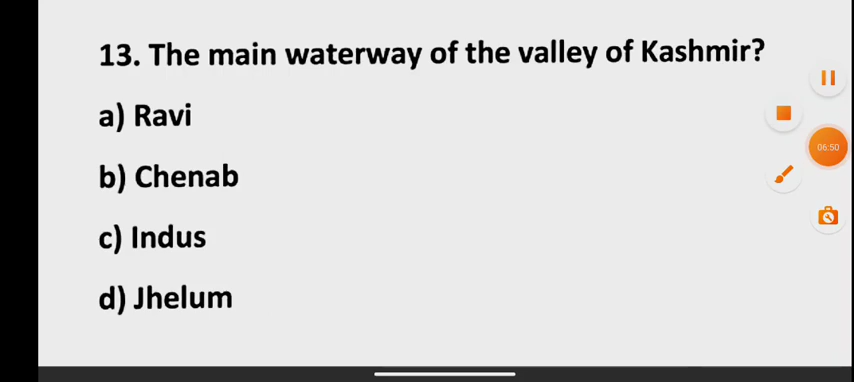 13. The main waterway of the valley of Kashmir?
a) Ravi
b) Chenab
c) Indus
d) Jhelum
06:50